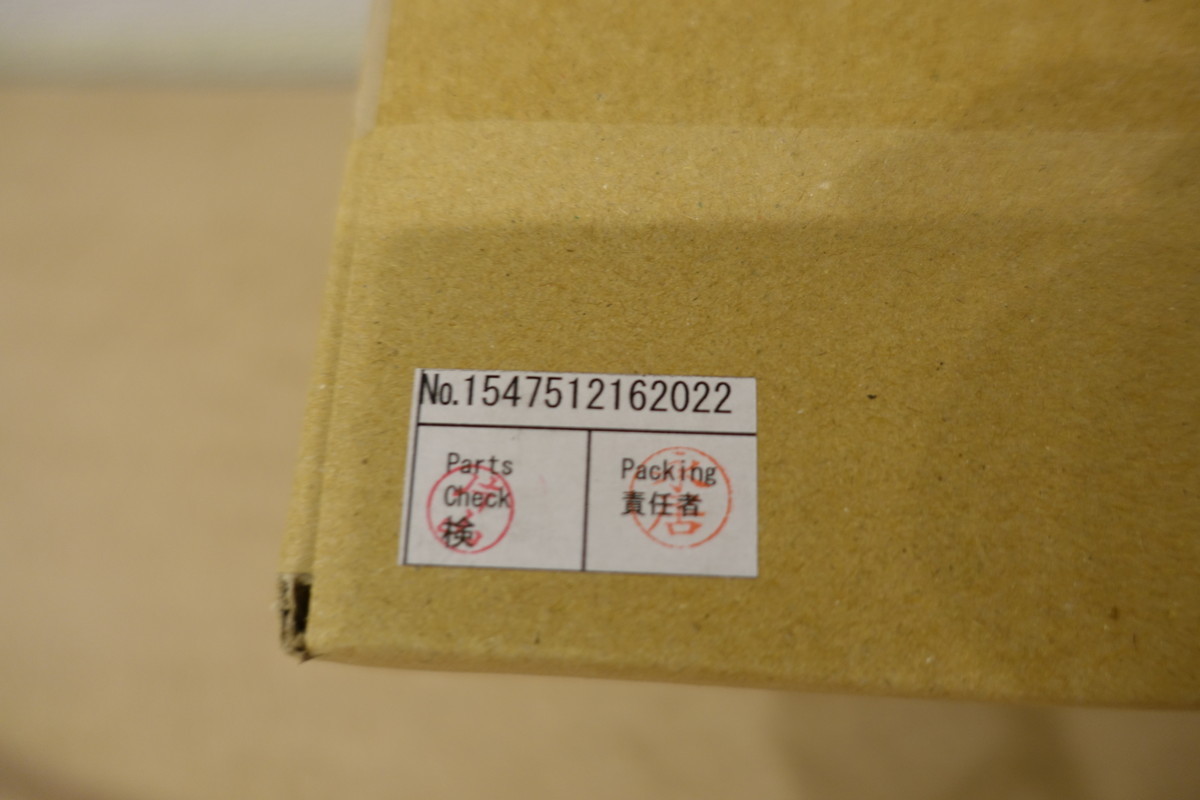 No.1547512162022
Parts
Check
検
Packing
責任者